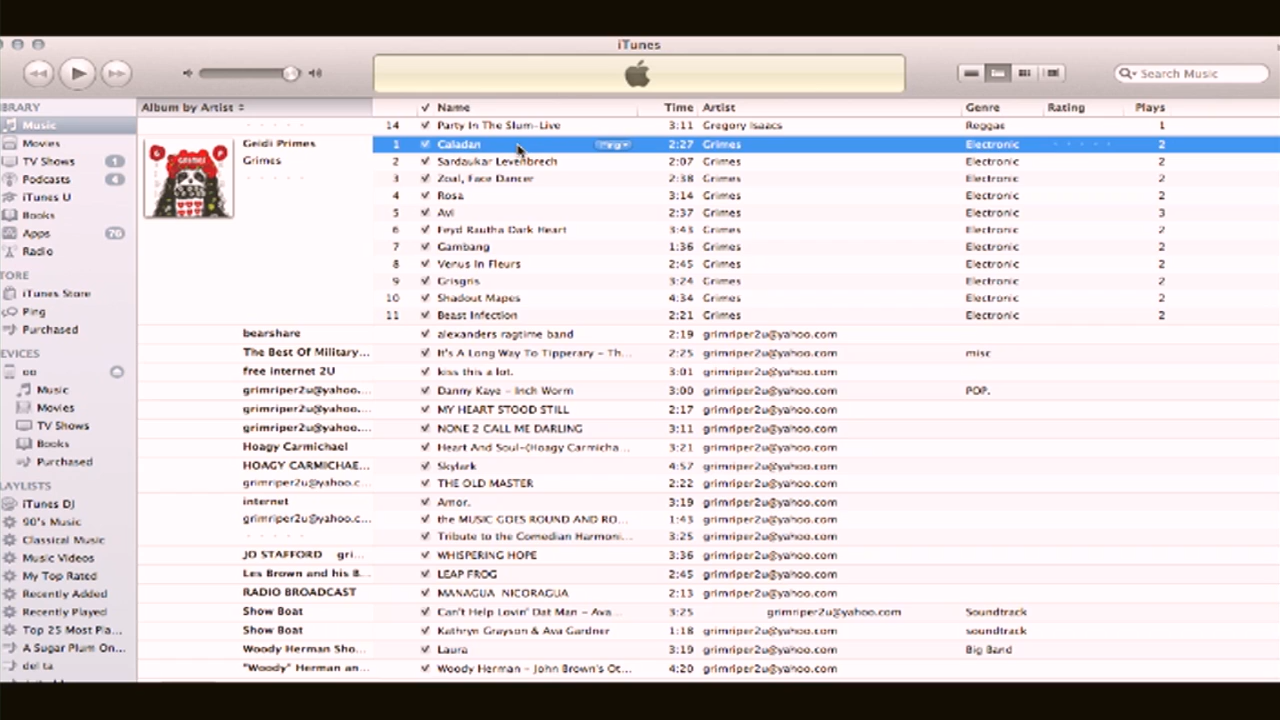 iTunes
Search Music
IBRARY
Music
Movies
TV Shows 1
Podcasts 4
iTunes U
Books
Apps 76
Radio
TORE
iTunes Store
Ping
Purchased
EVICES
oo
Music
Movies
TV Shows
Books
Purchased
LAYLISTS
iTunes DJ
90's Music
Classical Music
Music Videos
My Top Rated
Recently Added
Recently Played
Top 25 Most Pla...
A Sugar Plum On...
del ta
Album by Artist ✓ Name Time Artist Genre Rating Plays
14 ✓ Party In The Slum-Live 3:11 Gregory Isaacs Reggae 1
Geidi Primes 1 ✓ Caladan Ping 2:27 Grimes Electronic 2
Grimes 2 ✓ Sardaukar Levenbrech 2:07 Grimes Electronic 2
3 ✓ Zoal, Face Dancer 2:38 Grimes Electronic 2
4 ✓ Rosa 3:14 Grimes Electronic 2
5 ✓ Avi 2:37 Grimes Electronic 3
6 ✓ Feyd Rautha Dark Heart 3:43 Grimes Electronic 2
7 ✓ Gambang 1:36 Grimes Electronic 2
8 ✓ Venus In Fleurs 2:45 Grimes Electronic 2
9 ✓ Grisgris 3:24 Grimes Electronic 2
10 ✓ Shadout Mapes 4:34 Grimes Electronic 2
11 ✓ Beast Infection 2:21 Grimes Electronic 2
bearshare ✓ alexanders ragtime band 2:19 grimriper2u@yahoo.com
The Best Of Military... ✓ It's A Long Way To Tipperary - Th... 2:25 grimriper2u@yahoo.com misc
free internet 2U ✓ kiss this a lot. 3:01 grimriper2u@yahoo.com
grimriper2u@yahoo.... ✓ Danny Kaye - Inch Worm 3:00 grimriper2u@yahoo.com POP.
grimriper2u@yahoo.... ✓ MY HEART STOOD STILL 2:17 grimriper2u@yahoo.com
grimriper2u@yahoo.... ✓ NONE 2 CALL ME DARLING 3:11 grimriper2u@yahoo.com
Hoagy Carmichael ✓ Heart And Soul-(Hoagy Carmicha... 3:21 grimriper2u@yahoo.com
HOAGY CARMICHAE... ✓ Skylark 4:57 grimriper2u@yahoo.com
grimriper2u@yahoo.c... ✓ THE OLD MASTER 2:22 grimriper2u@yahoo.com
internet ✓ Amor. 3:19 grimriper2u@yahoo.com
grimriper2u@yahoo.c... ✓ the MUSIC GOES ROUND AND RO... 1:43 grimriper2u@yahoo.com
✓ Tribute to the Comedian Harmoni... 3:25 grimriper2u@yahoo.com
JO STAFFORD gri... ✓ WHISPERING HOPE 3:36 grimriper2u@yahoo.com
Les Brown and his B... ✓ LEAP FROG 2:45 grimriper2u@yahoo.com
RADIO BROADCAST ✓ MANAGUA NICORAGUA 2:13 grimriper2u@yahoo.com
Show Boat ✓ Can't Help Lovin' Dat Man - Ava... 3:25 grimriper2u@yahoo.com Soundtrack
Show Boat ✓ Kathryn Grayson & Ava Gardner 1:18 grimriper2u@yahoo.com soundtrack
Woody Herman Sho... ✓ Laura 3:19 grimriper2u@yahoo.com Big Band
"Woody" Herman an... ✓ Woody Herman - John Brown's Ot... 4:20 grimriper2u@yahoo.com